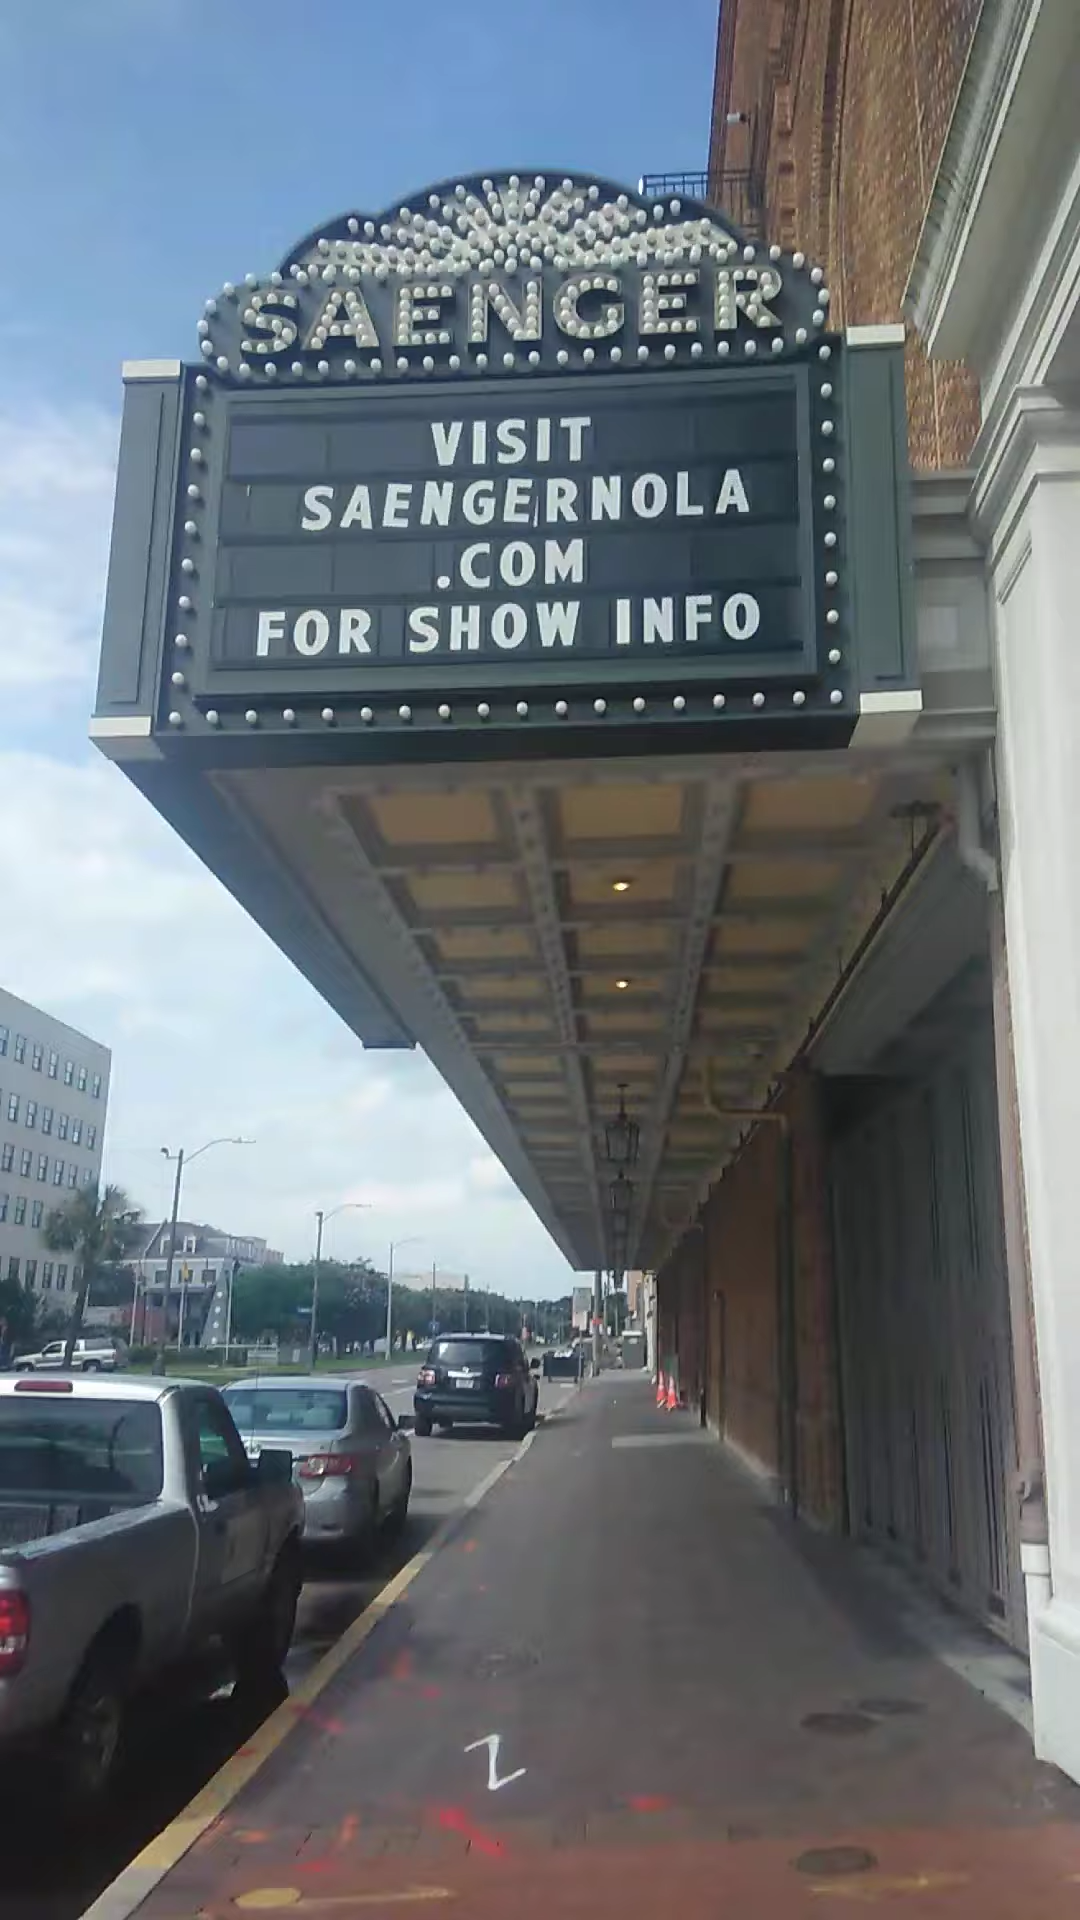 SAENGER
VISIT
SAENGERNOLA
.COM
FOR SHOW INFO
Z